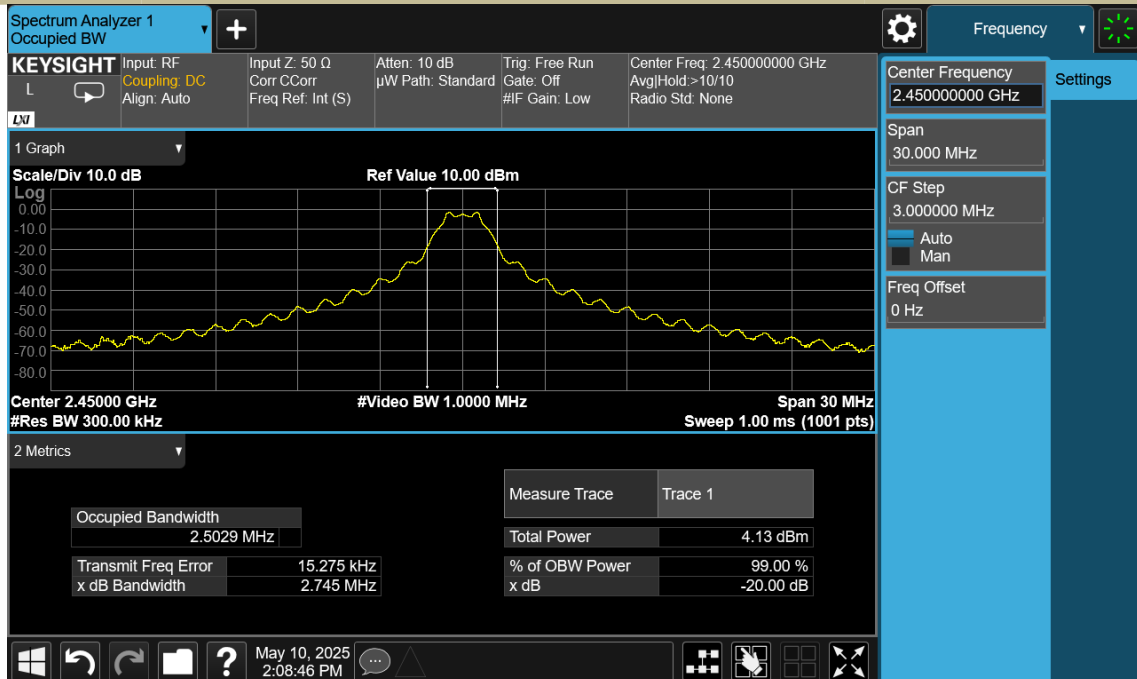 Spectrum Analyzer 1
Occupied BW
+
Frequency
KEYSIGHT
L
LXI
Input: RF
Coupling: DC
Align: Auto
Input Z: 50 Ω
Corr CCorr
Freq Ref: Int (S)
Atten: 10 dB
µW Path: Standard
Trig: Free Run
Gate: Off
#IF Gain: Low
Center Freq: 2.450000000 GHz
Avg|Hold:>10/10
Radio Std: None
Center Frequency
2.450000000 GHz
Settings
Span
30.000 MHz
CF Step
3.000000 MHz
Auto
Man
Freq Offset
0 Hz
1 Graph
Scale/Div 10.0 dB
Ref Value 10.00 dBm
Log
0.00
-10.0
-20.0
-30.0
-40.0
-50.0
-60.0
-70.0
-80.0
Center 2.45000 GHz
#Video BW 1.0000 MHz
Span 30 MHz
#Res BW 300.00 kHz
Sweep 1.00 ms (1001 pts)
2 Metrics
Measure Trace
Trace 1
Occupied Bandwidth
2.5029 MHz
Total Power
4.13 dBm
Transmit Freq Error
15.275 kHz
% of OBW Power
99.00 %
x dB Bandwidth
2.745 MHz
x dB
-20.00 dB
?
May 10, 2025
2:08:46 PM